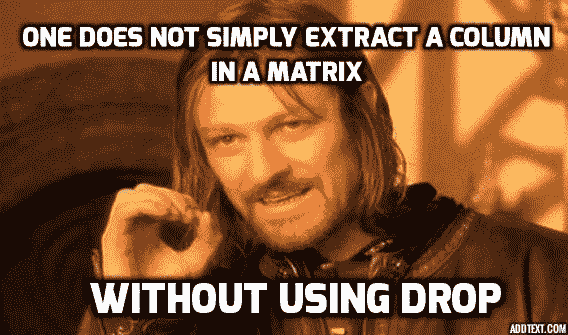 ONE DOES NOT SIMPLY EXTRACT A COLUMN
IN A MATRIX
WITHOUT USING DROP
ADDTEXT.COM